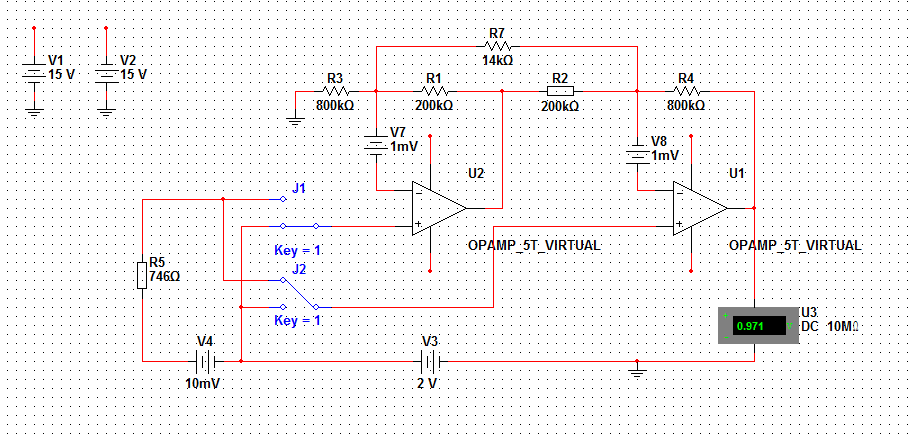 V1
15 V
V2
15 V
R7
14kΩ
R3
800kΩ
R1
200kΩ
R2
200kΩ
R4
800kΩ
V7
1mV
V8
1mV
U2
U1
OPAMP_5T_VIRTUAL
OPAMP_5T_VIRTUAL
J1
Key = 1
J2
Key = 1
R5
746Ω
V4
10mV
V3
2 V
U3
DC 10MΩ
0.971 V